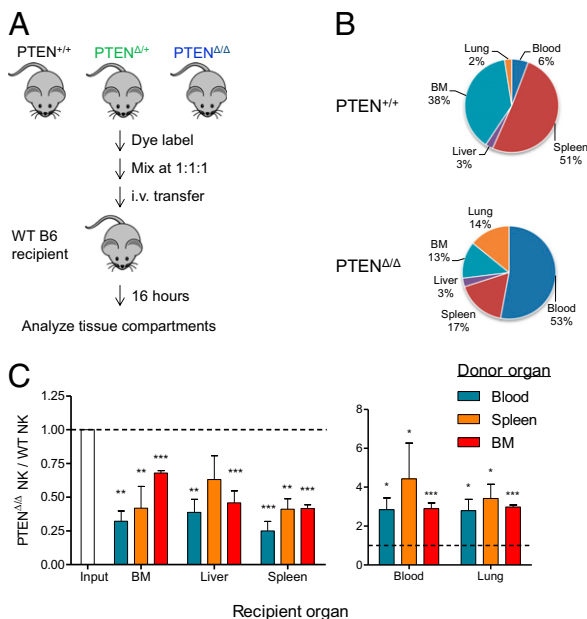 A
PTEN+/+ PTENΔ/+ PTENΔ/Δ
Dye label
Mix at 1:1:1
i.v. transfer
WT B6
recipient
16 hours
Analyze tissue compartments
B
PTEN+/+
Lung
2%
Blood
6%
BM
38%
Liver
3%
Spleen
51%
PTENΔ/Δ
Lung
14%
BM
13%
Liver
3%
Spleen
17%
Blood
53%
C
PTENΔ/Δ NK / WT NK
1.25
1.00
0.75
0.50
0.25
0.00
** ** ***
** ***
*** ** ***
Input BM Liver Spleen
Donor organ
Blood
Spleen
BM
8
6
4
2
0
* * ***
* * ***
Blood Lung
Recipient organ